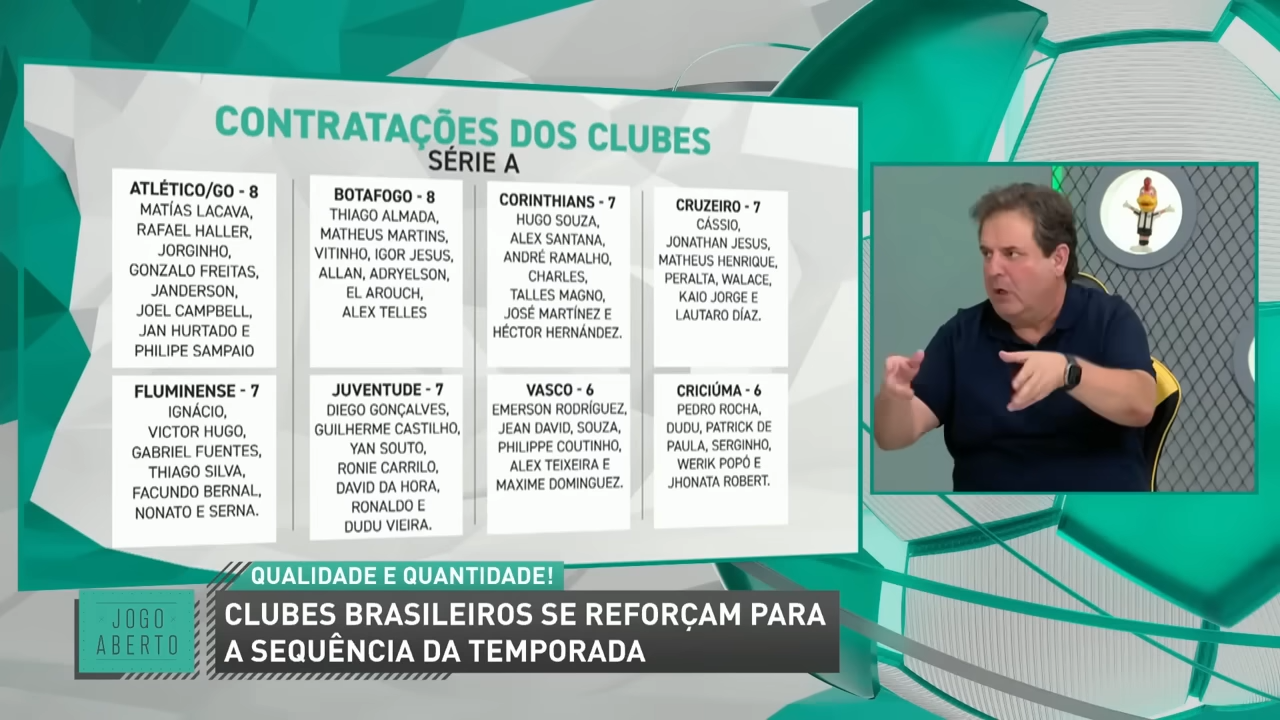 CONTRATAÇÕES DOS CLUBES
SÉRIE A
ATLÉTICO/GO - 8
MATÍAS LACAVA,
RAFAEL HALLER,
JORGINHO,
GONZALO FREITAS,
JANDERSON,
JOEL CAMPBELL,
JAN HURTADO E
PHILIPE SAMPAIO
BOTAFOGO - 8
THIAGO ALMADA,
MATHEUS MARTINS,
VITINHO, IGOR JESUS,
ALLAN, ADRYELSON,
EL AROUCH,
ALEX TELLES
CORINTHIANS - 7
HUGO SOUZA,
ALEX SANTANA,
ANDRÉ RAMALHO,
CHARLES,
TALLES MAGNO,
JOSÉ MARTÍNEZ E
HÉCTOR HERNÁNDEZ.
CRUZEIRO - 7
CÁSSIO,
JONATHAN JESUS,
MATHEUS HENRIQUE,
PERALTA, WALACE,
KAIO JORGE E
LAUTARO DÍAZ.
FLUMINENSE - 7
IGNÁCIO,
VICTOR HUGO,
GABRIEL FUENTES,
THIAGO SILVA,
FACUNDO BERNAL,
NONATO E SERNA.
JUVENTUDE - 7
DIEGO GONÇALVES,
GUILHERME CASTILHO,
YAN SOUTO,
RONIE CARRILO,
DAVID DA HORA,
RONALDO E
DUDU VIEIRA.
VASCO - 6
EMERSON RODRÍGUEZ,
JEAN DAVID, SOUZA,
PHILIPPE COUTINHO,
ALEX TEIXEIRA E
MAXIME DOMINGUEZ.
CRICIÚMA - 6
PEDRO ROCHA,
DUDU, PATRICK DE
PAULA, SERGINHO,
WERIK POPÓ E
JHONATA ROBERT.
QUALIDADE E QUANTIDADE!
JOGO
ABERTO
CLUBES BRASILEIROS SE REFORÇAM PARA
A SEQUÊNCIA DA TEMPORADA